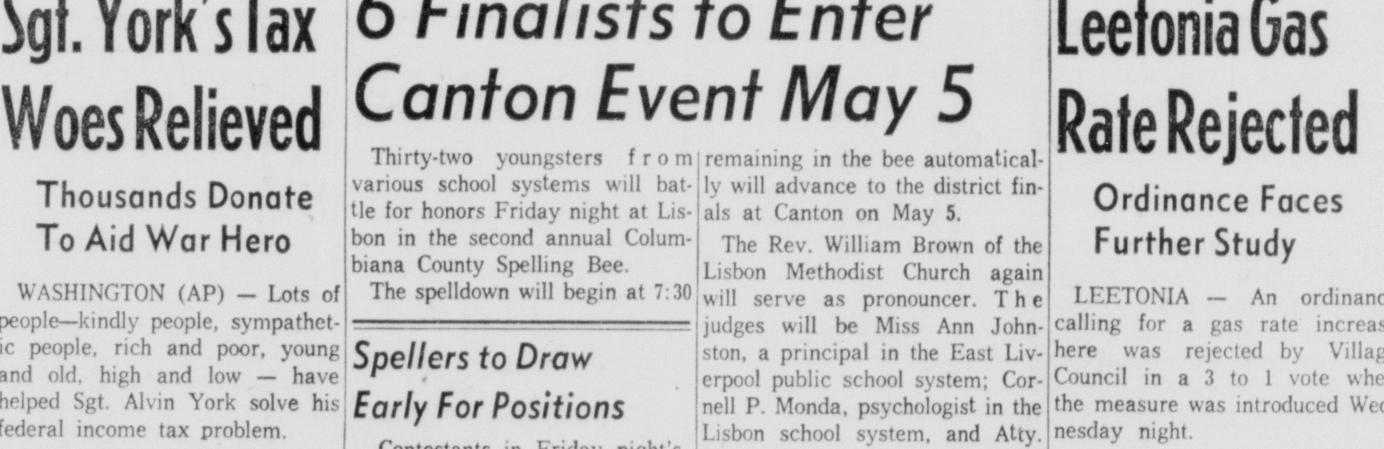 Sgt. York's Tax
Woes Relieved
Thousands Donate
To Aid War Hero
WASHINGTON (AP) — Lots of
people—kindly people, sympathet-
ic people, rich and poor, young
and old, high and low — have
helped Sgt. Alvin York solve his
federal income tax problem.
6 Finalists to Enter
Canton Event May 5
Thirty-two youngsters from
various school systems will bat-
tle for honors Friday night at Lis-
bon in the second annual Colum-
biana County Spelling Bee.
The spelldown will begin at 7:30
Spellers to Draw
Early For Positions
Contestants in Friday night's
remaining in the bee automatical-
ly will advance to the district fin-
als at Canton on May 5.
The Rev. William Brown of the
Lisbon Methodist Church again
will serve as pronouncer. The
judges will be Miss Ann John-
ston, a principal in the East Liv-
erpool public school system; Cor-
nell P. Monda, psychologist in the
Lisbon school system, and Atty.
Leetonia Gas
Rate Rejected
Ordinance Faces
Further Study
LEETONIA — An ordinanc
calling for a gas rate increas
here was rejected by Villag
Council in a 3 to 1 vote whe
the measure was introduced Wed
nesday night.